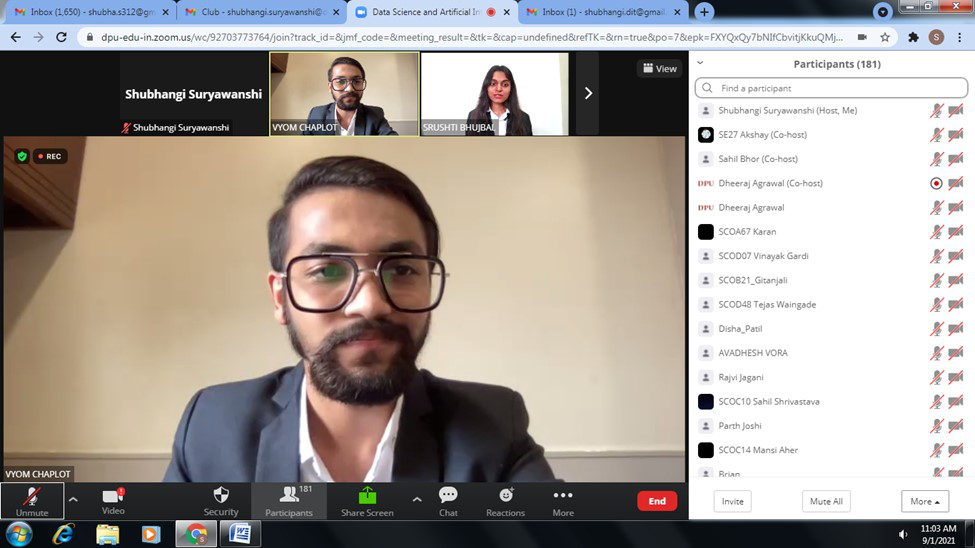 Inbox (1,650) - shubha.s312@gm
Club - shubhangi.suryawanshi@
Data Science and Artificial In
Inbox (1) - shubhangi.dit@gmai
dpu-edu-in.zoom.us/wc/92703773764/join?track_id=&jmf_code=&meeting_result=&tk=&cap=undefined&refTK=&rn=true&po=7&epk=FXYQxQy7bNIfCbvitjKkuQMj...
S
Shubhangi Suryawanshi
Shubhangi Suryawanshi
VYOM CHAPLOT
SRUSHTI BHUJBAL
View
REC
VYOM CHAPLOT
Participants (181)
Find a participant
Shubhangi Suryawanshi (Host, Me)
SE27 Akshay (Co-host)
Sahil Bhor (Co-host)
DPU Dheeraj Agrawal (Co-host)
DPU Dheeraj Agrawal
SCOA67 Karan
SCOD07 Vinayak Gardi
SCOB21_Gitanjali
SCOD48 Tejas Waingade
Disha_Patil
AVADHESH VORA
Rajvi Jagani
SCOC10 Sahil Shrivastava
Parth Joshi
SCOC14 Mansi Aher
Brian
Invite
Mute All
More
Unmute
Video
Security
181
Participants
Share Screen
Chat
Reactions
More
End
11:03 AM
9/1/2021